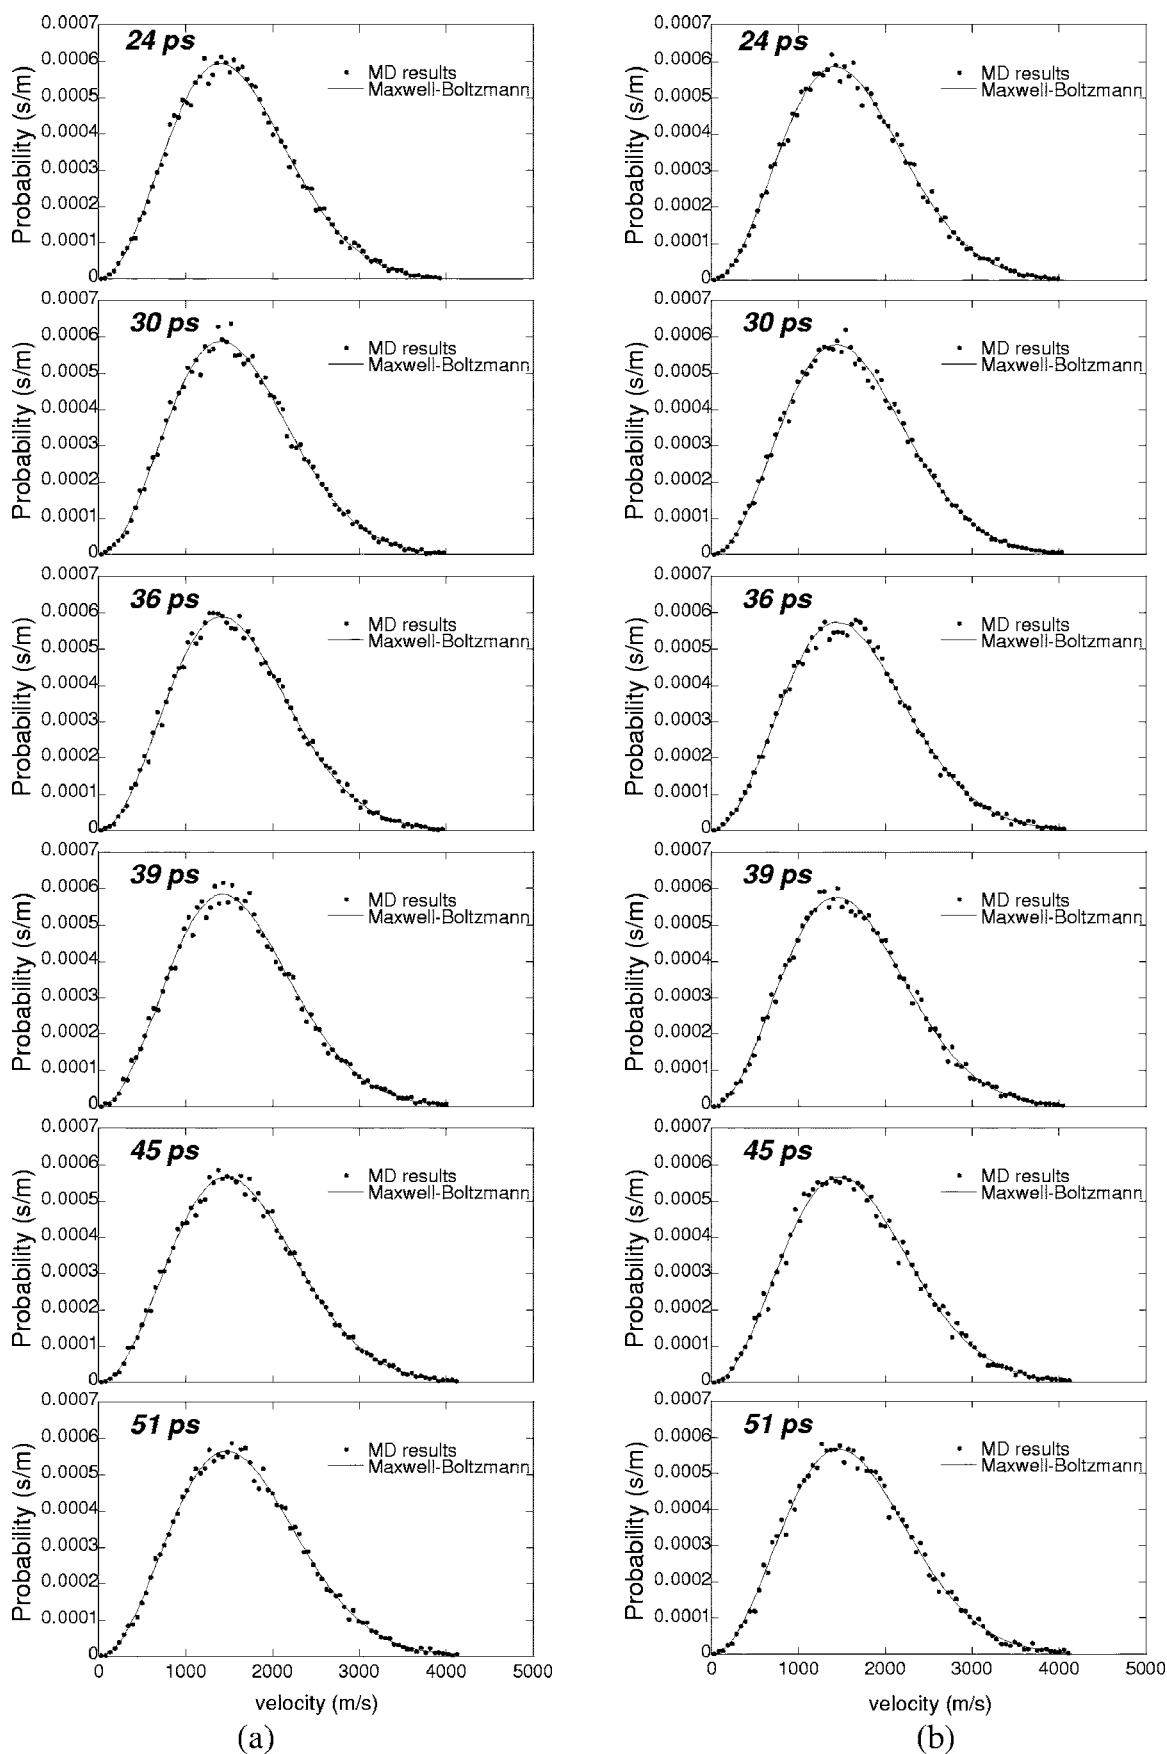 0.0007
0.0006
0.0005
0.0004
0.0003
0.0002
0.0001
0
Probability (s/m)
24 ps
MD results
Maxwell-Boltzmann
0.0007
0.0006
0.0005
0.0004
0.0003
0.0002
0.0001
0
Probability (s/m)
30 ps
MD results
Maxwell-Boltzmann
0.0007
0.0006
0.0005
0.0004
0.0003
0.0002
0.0001
0
Probability (s/m)
36 ps
MD results
Maxwell-Boltzmann
0.0007
0.0006
0.0005
0.0004
0.0003
0.0002
0.0001
0
Probability (s/m)
39 ps
MD results
Maxwell-Boltzmann
0.0007
0.0006
0.0005
0.0004
0.0003
0.0002
0.0001
0
Probability (s/m)
45 ps
MD results
Maxwell-Boltzmann
0.0007
0.0006
0.0005
0.0004
0.0003
0.0002
0.0001
0
Probability (s/m)
51 ps
MD results
Maxwell-Boltzmann
0 1000 2000 3000 4000 5000
velocity (m/s)
(a)
0.0007
0.0006
0.0005
0.0004
0.0003
0.0002
0.0001
0
Probability (s/m)
24 ps
MD results
Maxwell-Boltzmann
0.0007
0.0006
0.0005
0.0004
0.0003
0.0002
0.0001
0
Probability (s/m)
30 ps
MD results
Maxwell-Boltzmann
0.0007
0.0006
0.0005
0.0004
0.0003
0.0002
0.0001
0
Probability (s/m)
36 ps
MD results
Maxwell-Boltzmann
0.0007
0.0006
0.0005
0.0004
0.0003
0.0002
0.0001
0
Probability (s/m)
39 ps
MD results
Maxwell-Boltzmann
0.0007
0.0006
0.0005
0.0004
0.0003
0.0002
0.0001
0
Probability (s/m)
45 ps
MD results
Maxwell-Boltzmann
0.0007
0.0006
0.0005
0.0004
0.0003
0.0002
0.0001
0
Probability (s/m)
51 ps
MD results
Maxwell-Boltzmann
0 1000 2000 3000 4000 5000
velocity (m/s)
(b)